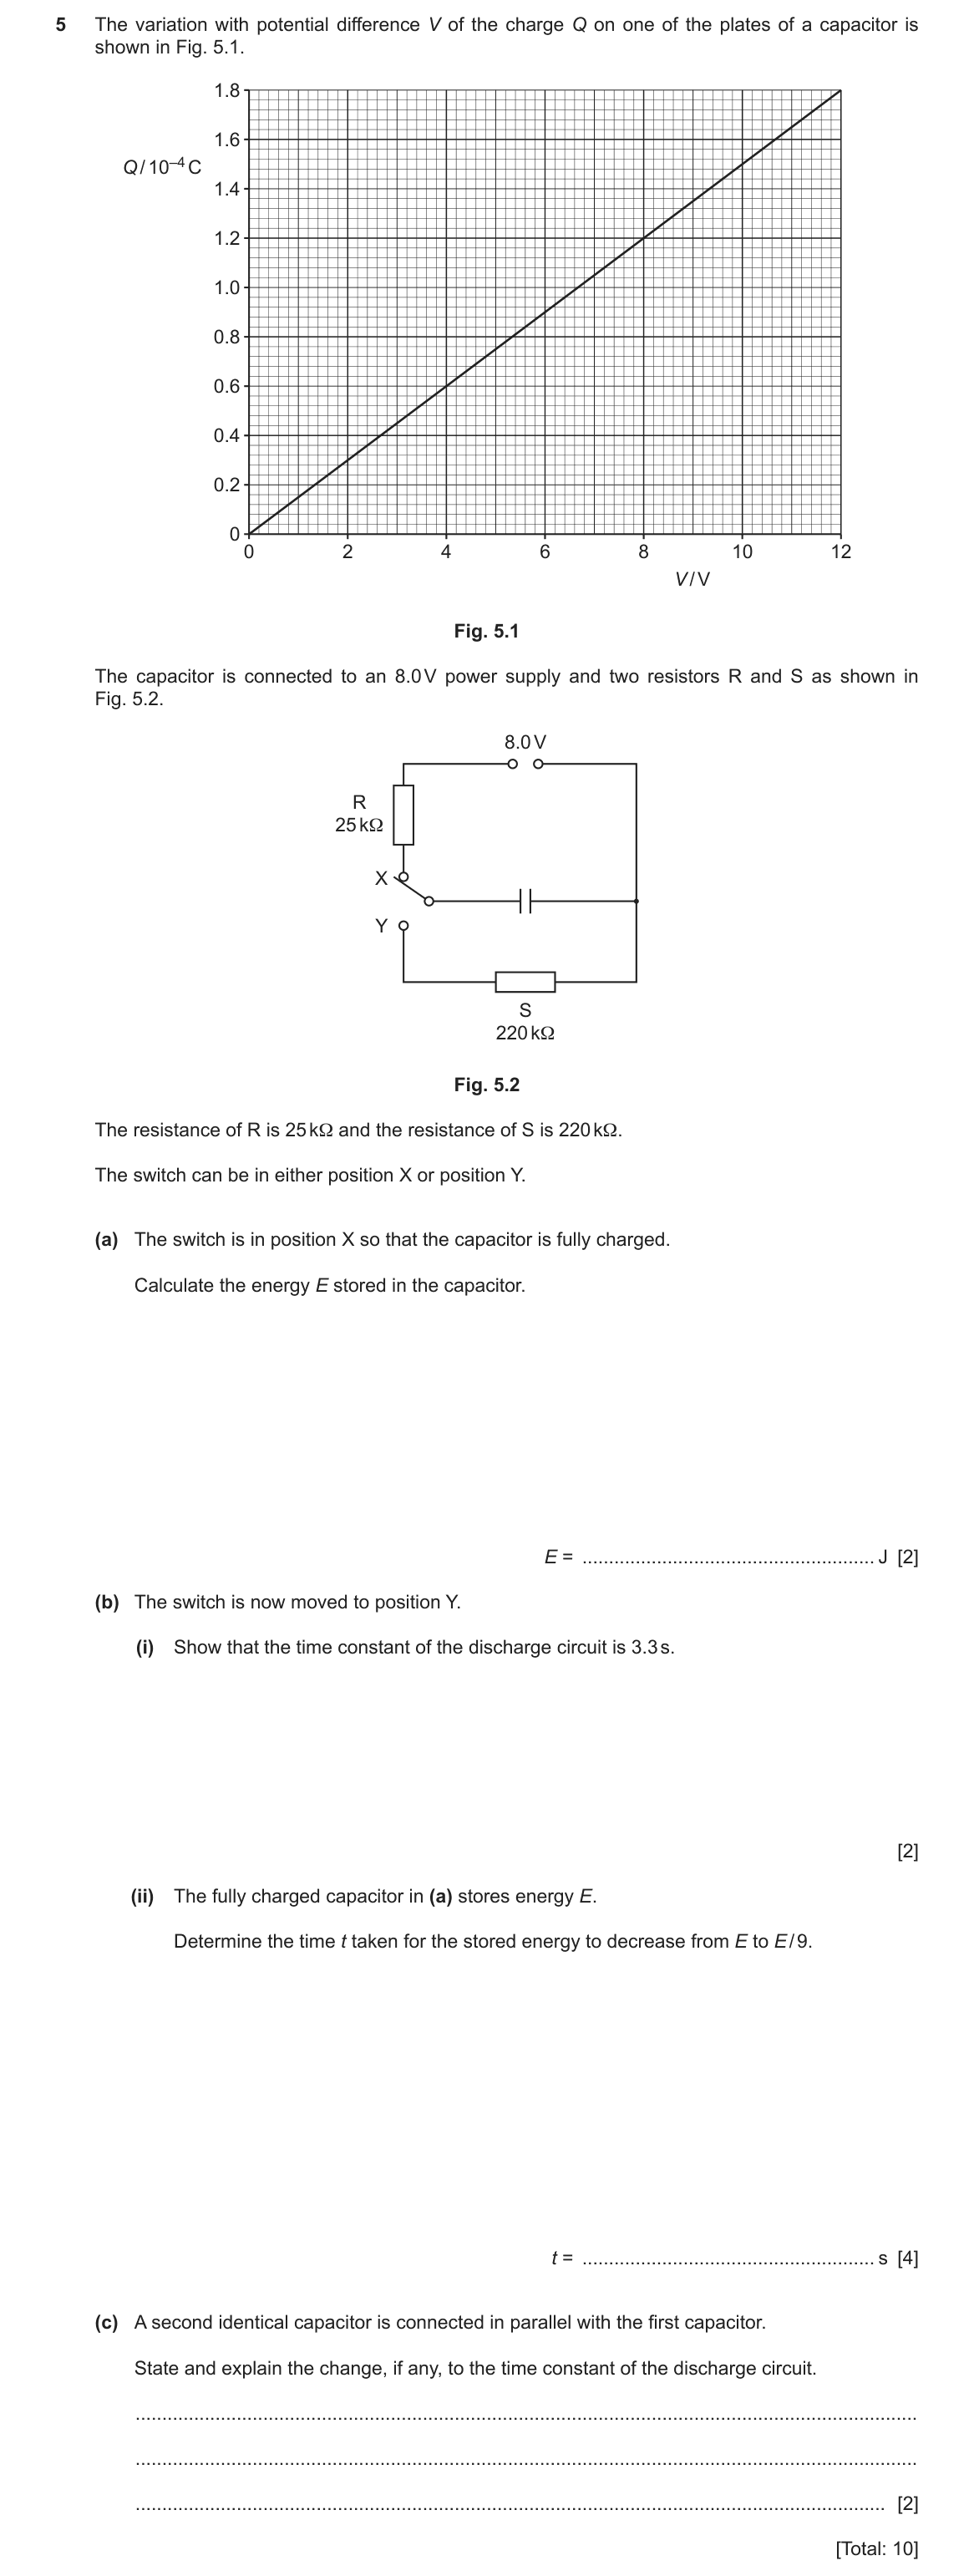 5 The variation with potential difference V of the charge Q on one of the plates of a capacitor is
shown in Fig. 5.1.
1.8
1.6
Q/10⁻⁴C
1.4
1.2
1.0
0.8
0.6
0.4
0.2
0
0 2 4 6 8 10 12
V/V
Fig. 5.1
The capacitor is connected to an 8.0V power supply and two resistors R and S as shown in
Fig. 5.2.
8.0V
R
25kΩ
X
Y
S
220kΩ
Fig. 5.2
The resistance of R is 25kΩ and the resistance of S is 220kΩ.
The switch can be in either position X or position Y.
(a) The switch is in position X so that the capacitor is fully charged.
Calculate the energy E stored in the capacitor.
E = ....................................................... J [2]
(b) The switch is now moved to position Y.
(i) Show that the time constant of the discharge circuit is 3.3s.
[2]
(ii) The fully charged capacitor in (a) stores energy E.
Determine the time t taken for the stored energy to decrease from E to E/9.
t = ....................................................... s [4]
(c) A second identical capacitor is connected in parallel with the first capacitor.
State and explain the change, if any, to the time constant of the discharge circuit.
...................................................................................................................................................
...................................................................................................................................................
............................................................................................................................................. [2]
[Total: 10]